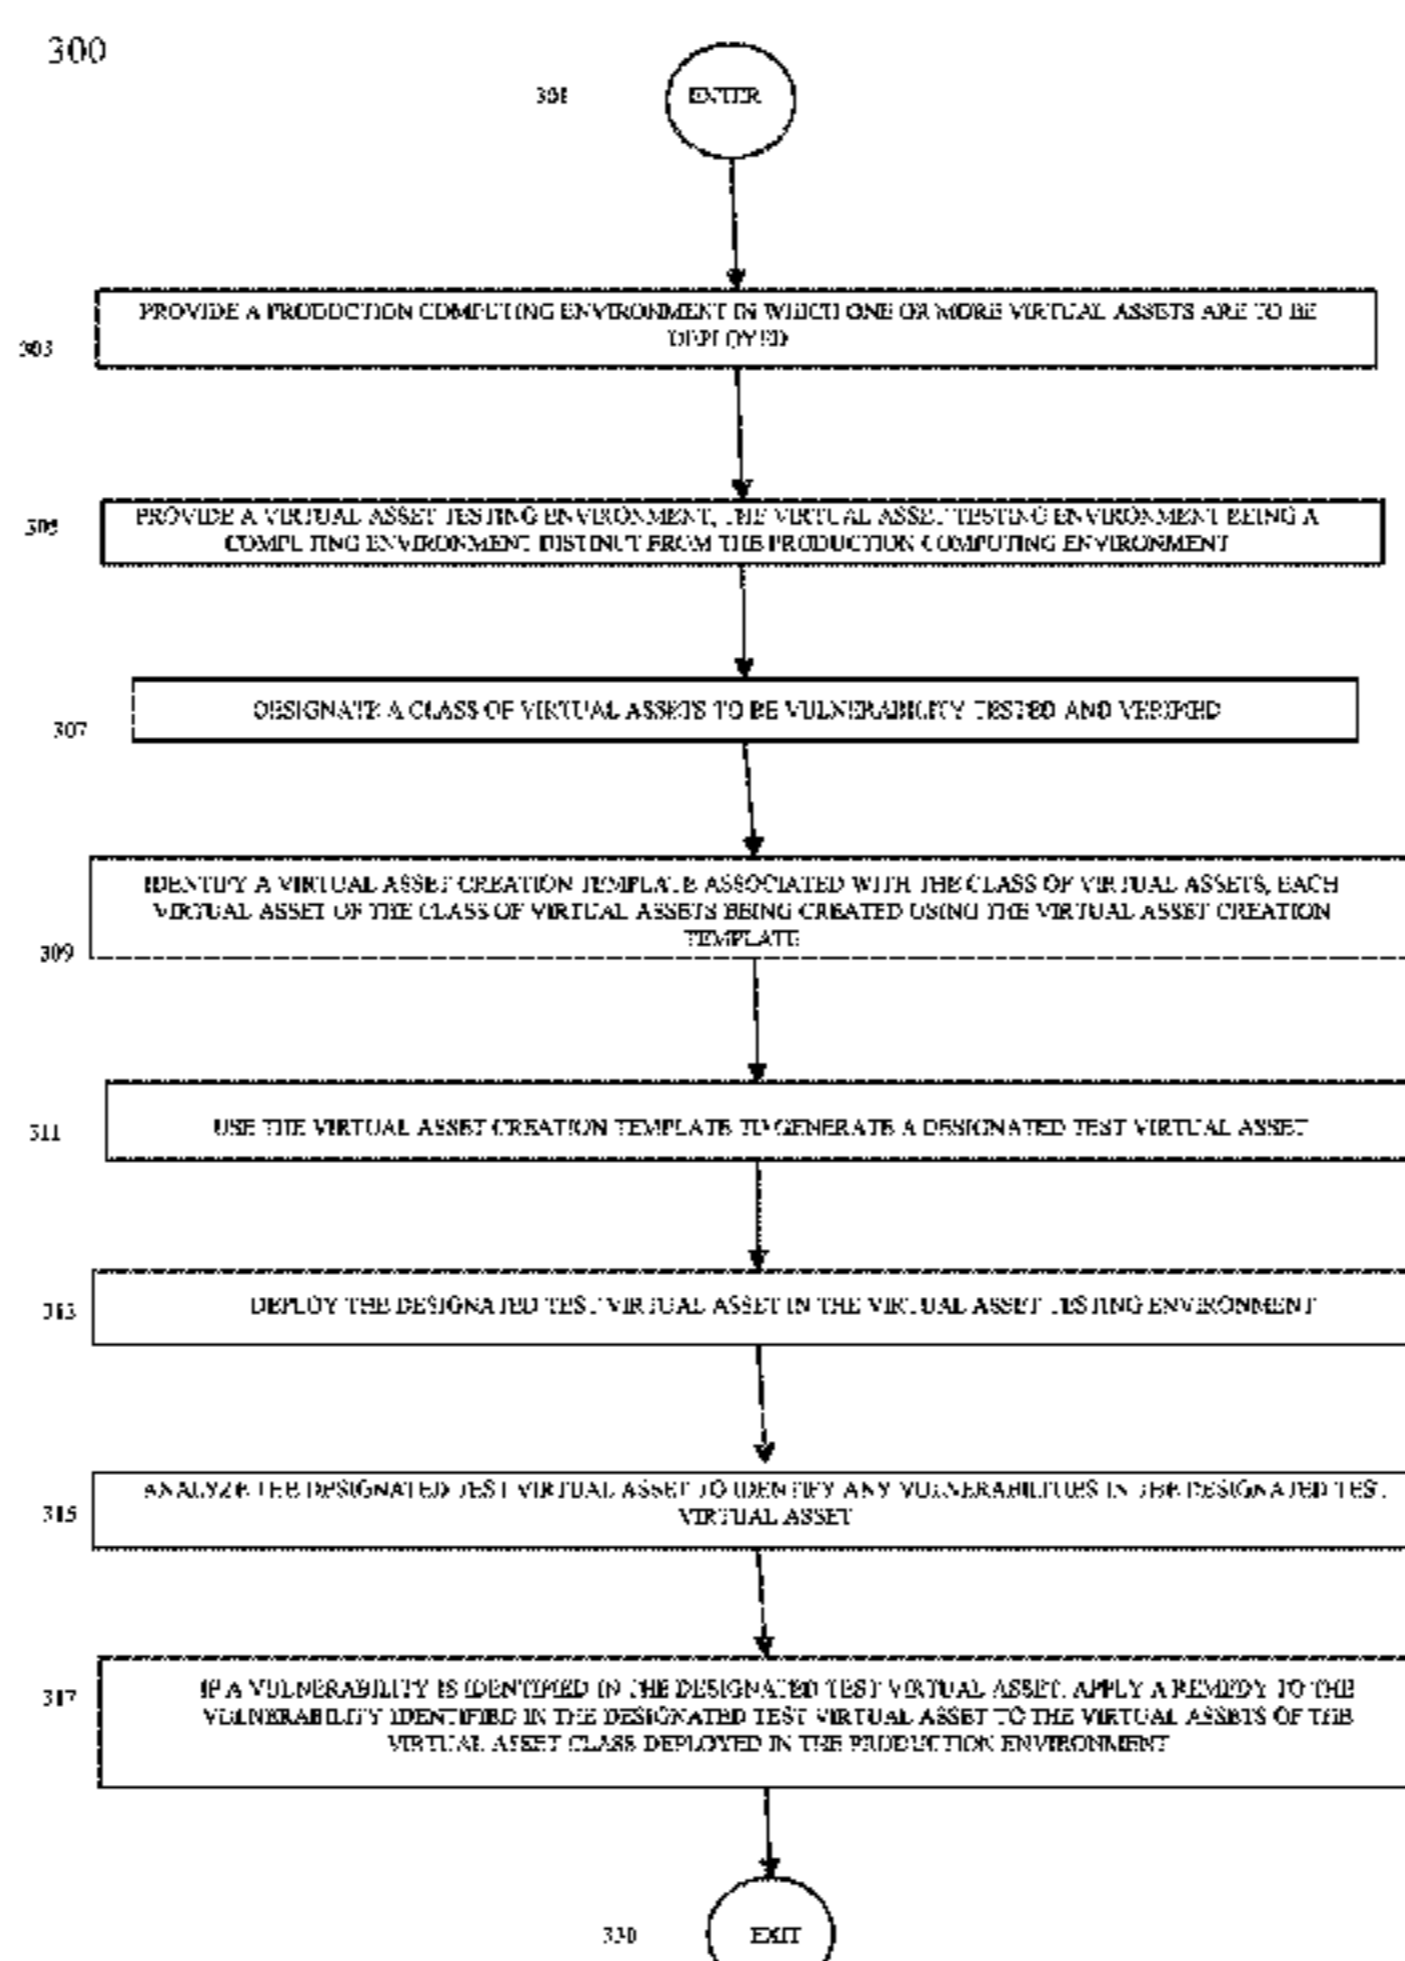 300
301 ENTER
PROVIDE A PRODUCTION COMPUTING ENVIRONMENT IN WHICH ONE OR MORE VIRTUAL ASSETS ARE TO BE
DEPLOYED
303
305
PROVIDE A VIRTUAL ASSET TESTING ENVIRONMENT, THE VIRTUAL ASSET TESTING ENVIRONMENT BEING A
COMPUTING ENVIRONMENT DISTINCT FROM THE PRODUCTION COMPUTING ENVIRONMENT
DESIGNATE A CLASS OF VIRTUAL ASSETS TO BE VULNERABILITY TESTED AND VERIFIED
307
IDENTIFY A VIRTUAL ASSET CREATION TEMPLATE ASSOCIATED WITH THE CLASS OF VIRTUAL ASSETS, EACH
VIRTUAL ASSET OF THE CLASS OF VIRTUAL ASSETS BEING CREATED USING THE VIRTUAL ASSET CREATION
TEMPLATE
309
311
USE THE VIRTUAL ASSET CREATION TEMPLATE TO GENERATE A DESIGNATED TEST VIRTUAL ASSET
313
DEPLOY THE DESIGNATED TEST VIRTUAL ASSET IN THE VIRTUAL ASSET TESTING ENVIRONMENT
ANALYZE THE DESIGNATED TEST VIRTUAL ASSET TO IDENTIFY ANY VULNERABILITIES IN THE DESIGNATED TEST
VIRTUAL ASSET
315
317
IF A VULNERABILITY IS IDENTIFIED IN THE DESIGNATED TEST VIRTUAL ASSET, APPLY A REMEDY TO THE
VULNERABILITY IDENTIFIED IN THE DESIGNATED TEST VIRTUAL ASSET TO THE VIRTUAL ASSETS OF THE
VIRTUAL ASSET CLASS DEPLOYED IN THE PRODUCTION ENVIRONMENT
330 EXIT